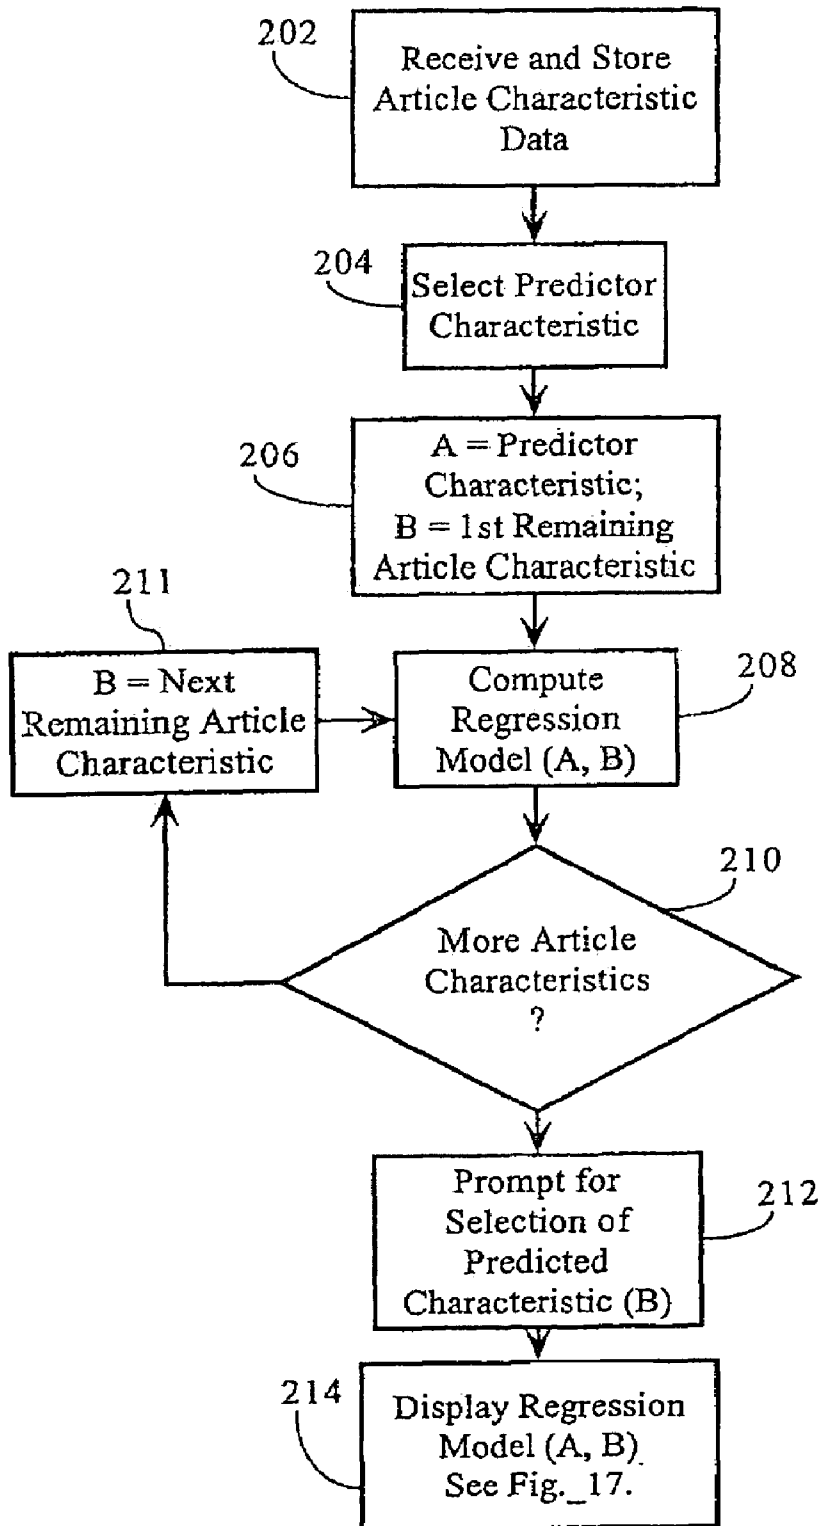 202
Receive and Store
Article Characteristic
Data
204
Select Predictor
Characteristic
206
A = Predictor
Characteristic;
B = 1st Remaining
Article Characteristic
211
B = Next
Remaining Article
Characteristic
208
Compute
Regression
Model (A, B)
210
More Article
Characteristics
?
212
Prompt for
Selection of
Predicted
Characteristic (B)
214
Display Regression
Model (A, B)
See Fig._17.